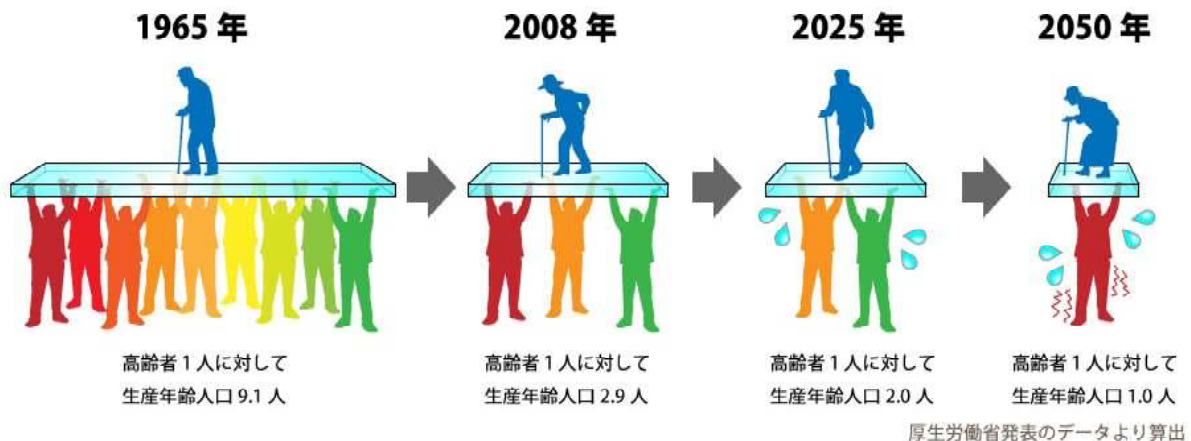 1965 年
2008 年
2025 年
2050 年
高齢者 1 人に対して
生産年齢人口 9.1 人
高齢者 1 人に対して
生産年齢人口 2.9 人
高齢者 1 人に対して
生産年齢人口 2.0 人
高齢者 1 人に対して
生産年齢人口 1.0 人
厚生労働省発表のデータより算出